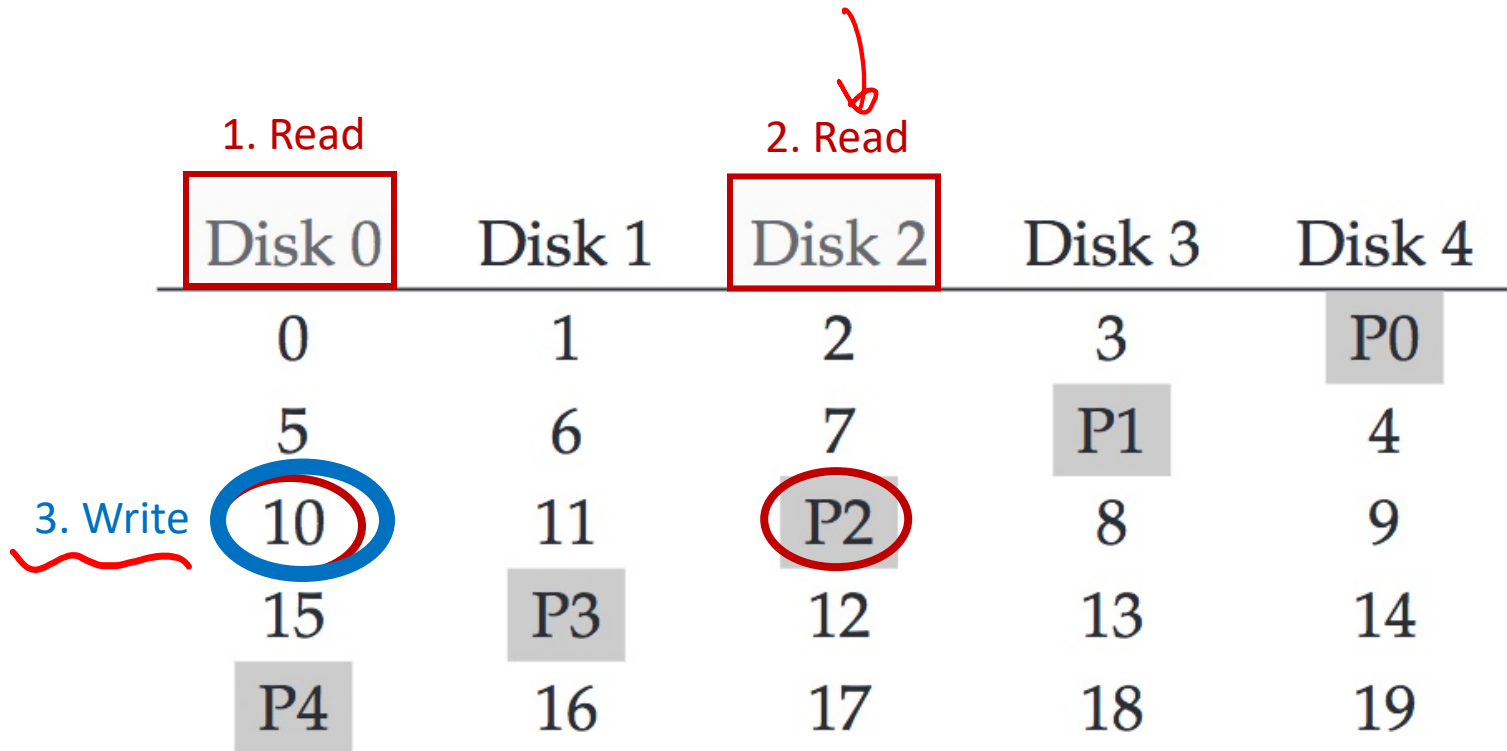 1. Read 2. Read
Disk 0 Disk 1 Disk 2 Disk 3 Disk 4
0 1 2 3 P0
5 6 7 P1 4
3. Write 10 11 P2 8 9
15 P3 12 13 14
P4 16 17 18 19